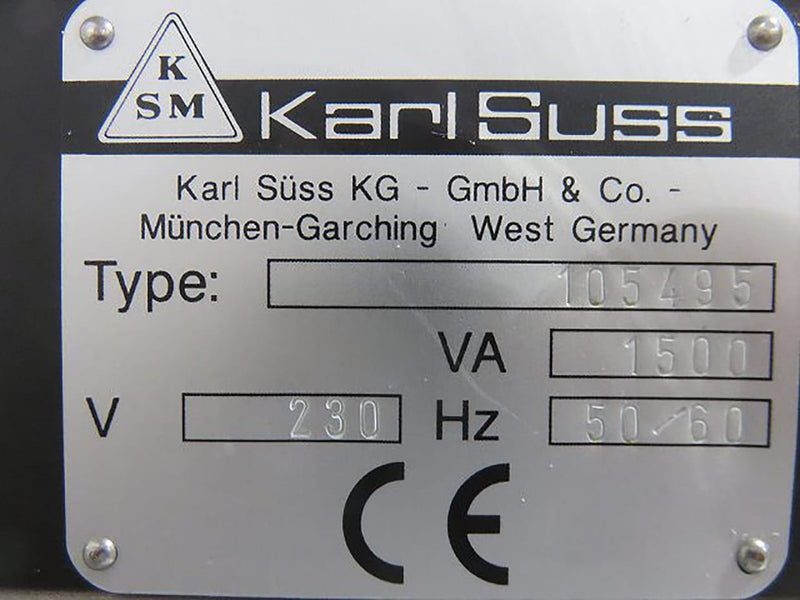 K
SM
Karl Suss
Karl Süss KG - GmbH & Co. -
München-Garching West Germany
Type: 105495
VA 1500
V 230 Hz 50/60
CE